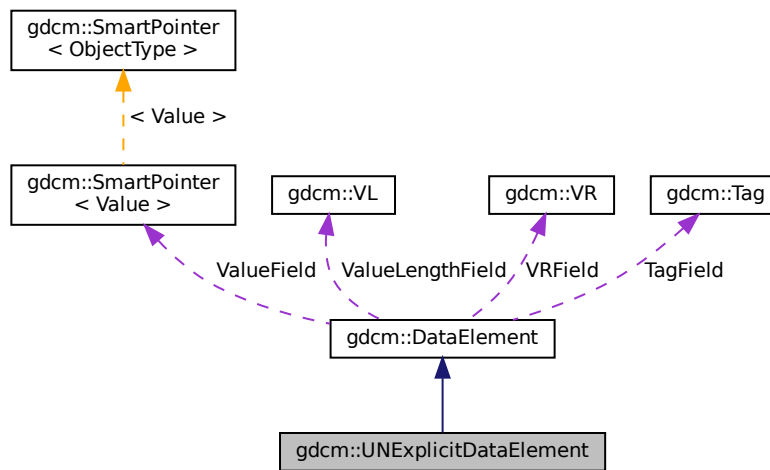 gdcm::SmartPointer
< ObjectType >
< Value >
gdcm::SmartPointer
< Value >
gdcm::VL
gdcm::VR
gdcm::Tag
ValueField
ValueLengthField
VRField
TagField
gdcm::DataElement
gdcm::UNExplicitDataElement